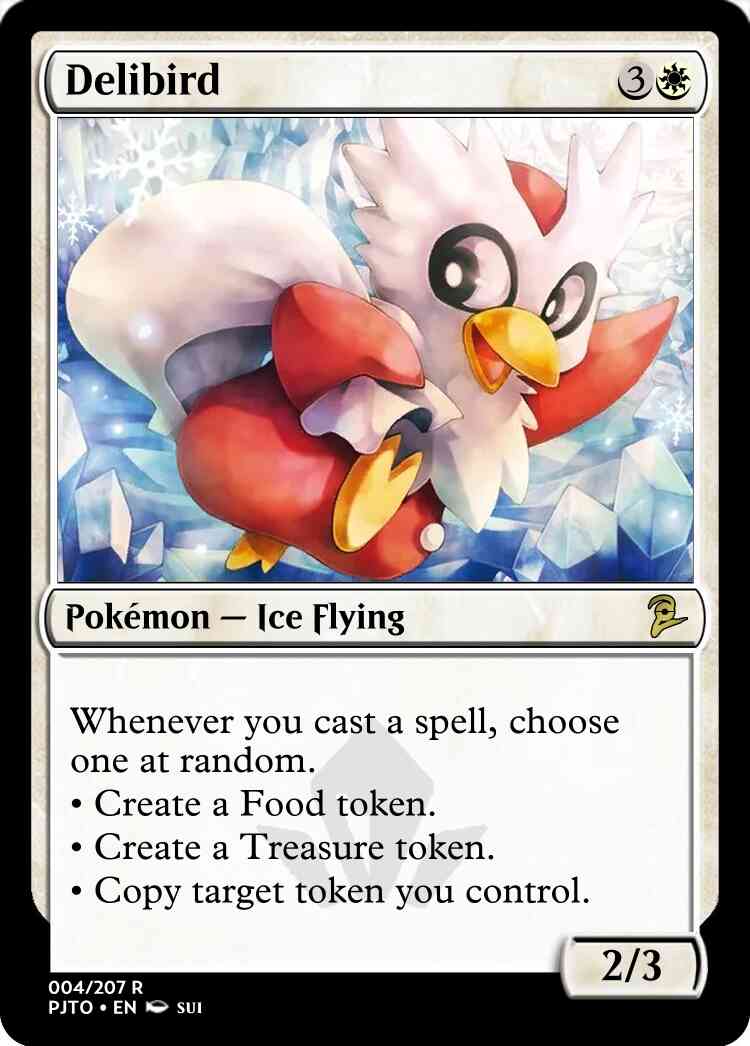 Delibird 3
Pokémon — Ice Flying
Whenever you cast a spell, choose
one at random.
• Create a Food token.
• Create a Treasure token.
• Copy target token you control.
2/3
004/207 R
PJTO • EN SUI